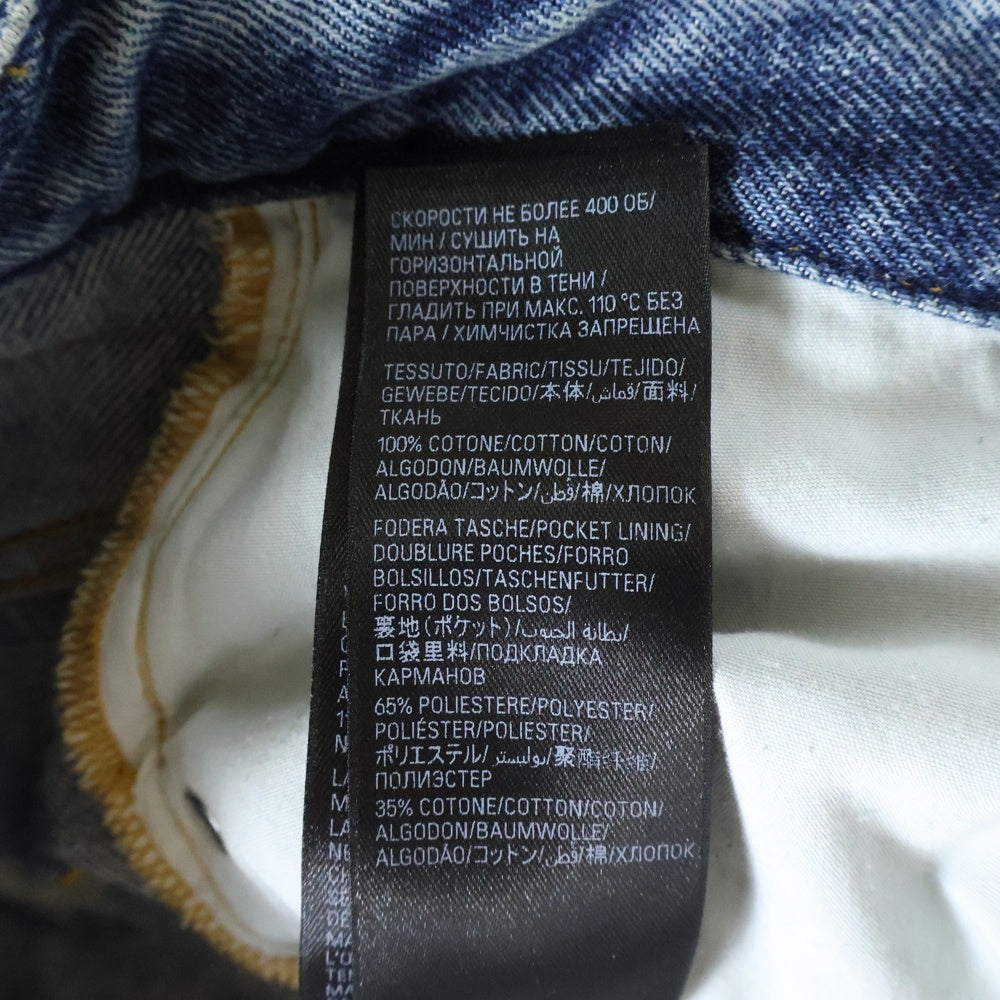 СКОРОСТИ НЕ БОЛЕЕ 400 ОБ/
МИН / СУШИТЬ НА
ГОРИЗОНТАЛЬНОЙ
ПОВЕРХНОСТИ В ТЕНИ /
ГЛАДИТЬ ПРИ МАКС. 110 °C БЕЗ
ПАРА / ХИМЧИСТКА ЗАПРЕЩЕНА
TESSUTO/FABRIC/TISSU/TEJIDO/
GEWEBE/TECIDO/本体/قماش/面料/
ТКАНЬ
100% COTONE/COTTON/COTON/
ALGODON/BAUMWOLLE/
ALGODÃO/コットン/قطن/棉/ХЛОПОК
FODERA TASCHE/POCKET LINING/
DOUBLURE POCHES/FORRO
BOLSILLOS/TASCHENFUTTER/
FORRO DOS BOLSOS/
裏地(ポケット)/بطانة الجيوب/
口袋里料/ПОДКЛАДКА
КАРМАНОВ
65% POLIESTERE/POLYESTER/
POLIÉSTER/POLIESTER/
ポリエステル/بوليستر/聚酯纤维/
ПОЛИЭСТЕР
35% COTONE/COTTON/COTON/
ALGODON/BAUMWOLLE/
ALGODÃO/コットン/قطن/棉/ХЛОПОК